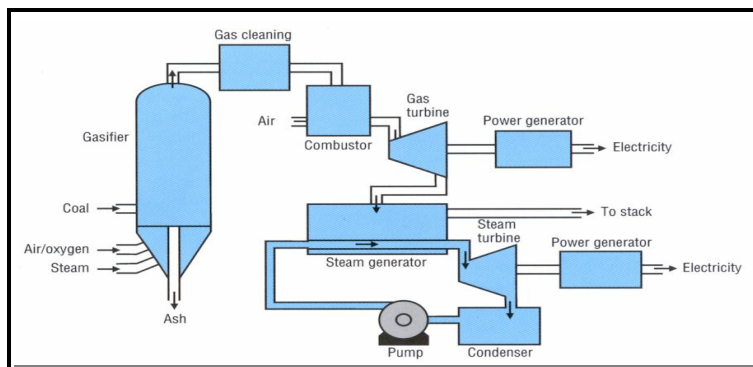 Gas cleaning
Gas
turbine
Power generator
Air
Gasifier
Combustor
Electricity
Coal
To stack
Steam
turbine
Power generator
Air/oxygen
Steam
Steam generator
Electricity
Ash
Pump
Condenser